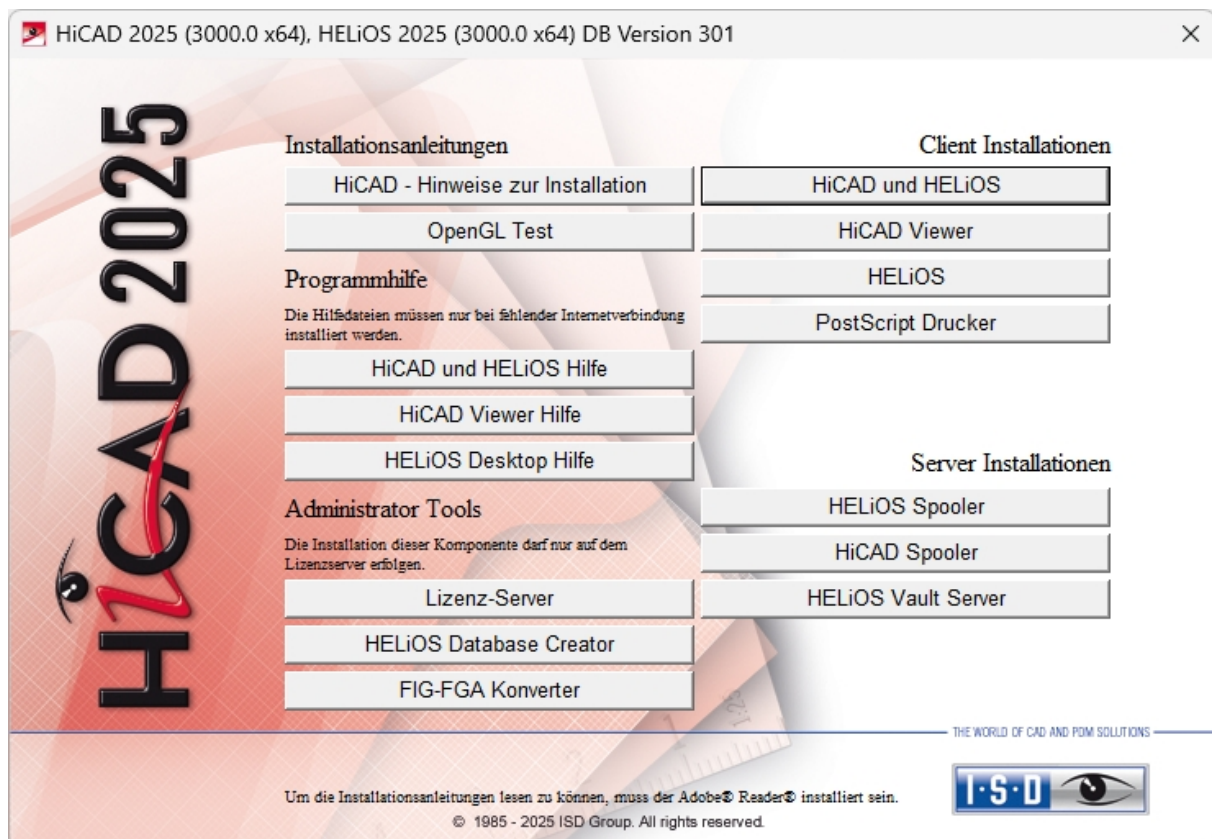 HiCAD 2025 (3000.0 x64), HELiOS 2025 (3000.0 x64) DB Version 301
HiCAD 2025
Installationsanleitungen
HiCAD - Hinweise zur Installation
OpenGL Test
Programmhilfe
Die Hilfedateien müssen nur bei fehlender Internetverbindung
installiert werden.
HiCAD und HELiOS Hilfe
HiCAD Viewer Hilfe
HELiOS Desktop Hilfe
Administrator Tools
Die Installation dieser Komponente darf nur auf dem
Lizenzserver erfolgen.
Lizenz-Server
HELiOS Database Creator
FIG-FGA Konverter
Client Installationen
HiCAD und HELiOS
HiCAD Viewer
HELiOS
PostScript Drucker
Server Installationen
HELiOS Spooler
HiCAD Spooler
HELiOS Vault Server
THE WORLD OF CAD AND PDM SOLUTIONS
I·S·D
Um die Installationsanleitungen lesen zu können, muss der Adobe® Reader® installiert sein.
© 1985 - 2025 ISD Group. All rights reserved.